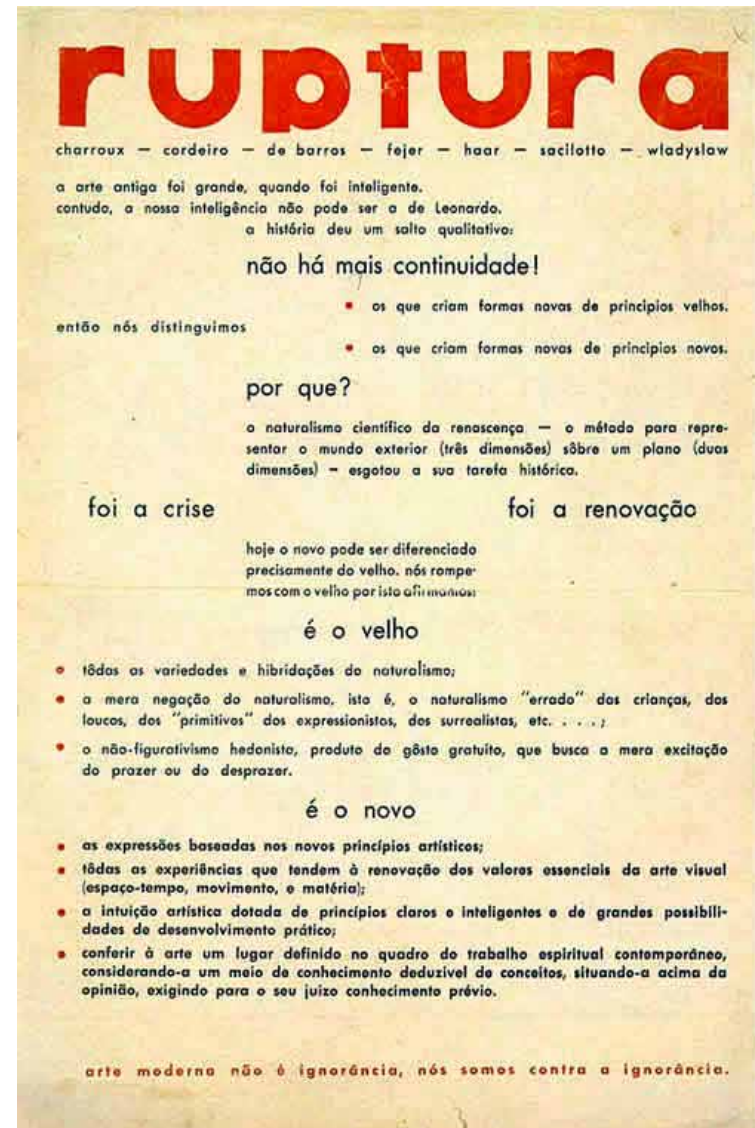 ruptura
charroux – cordeiro – de barros – fejer – haar – sacilotto – wladyslaw
a arte antiga foi grande, quando foi inteligente.
contudo, a nossa inteligência não pode ser a de Leonardo.
a história deu um salto qualitativo:
não há mais continuidade!
• os que criam formas novas de principios velhos.
então nós distinguimos
• os que criam formas novas de principios novos.
por que?
o naturalismo científico da renascença — o método para repre-
sentar o mundo exterior (três dimensões) sôbre um plano (duas
dimensões) – esgotou a sua tarefa histórica.
foi a crise foi a renovação
hoje o novo pode ser diferenciado
precisamente do velho. nós rompe-
mos com o velho por isto afirmamos:
é o velho
• tôdas as variedades e hibridações do naturalismo;
• a mera negação do naturalismo, isto é, o naturalismo "errado" das crianças, dos
loucos, dos "primitivos" dos expressionistas, dos surrealistas, etc. . . . ;
• o não-figurativismo hedonista, produto do gôsto gratuito, que busca a mera excitação
do prazer ou do desprazer.
é o novo
• as expressões baseadas nos novos princípios artísticos;
• tôdas as experiências que tendem à renovação dos valores essenciais da arte visual
(espaço-tempo, movimento, e matéria);
• a intuição artística dotada de princípios claros e inteligentes e de grandes possibili-
dades de desenvolvimento prático;
• conferir à arte um lugar definido no quadro do trabalho espiritual contemporâneo,
considerando-a um meio de conhecimento deduzível de conceitos, situando-a acima da
opinião, exigindo para o seu juizo conhecimento prévio.
arte moderna não é ignorância, nós somos contra a ignorância.